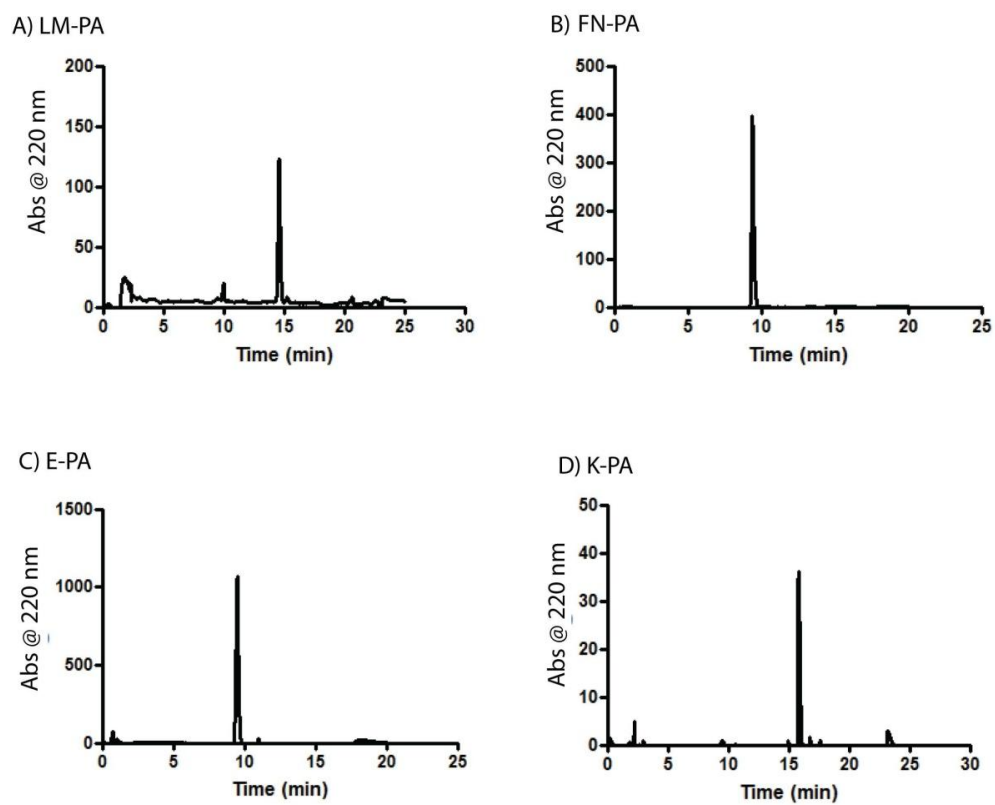 A) LM-PA
200
150
100
50
0
Abs @ 220 nm
0 5 10 15 20 25 30
Time (min)
B) FN-PA
500
400
300
200
100
0
Abs @ 220 nm
0 5 10 15 20 25
Time (min)
C) E-PA
1500
1000
500
0
Abs @ 220 nm
0 5 10 15 20 25
Time (min)
D) K-PA
50
40
30
20
10
0
Abs @ 220 nm
0 5 10 15 20 25 30
Time (min)